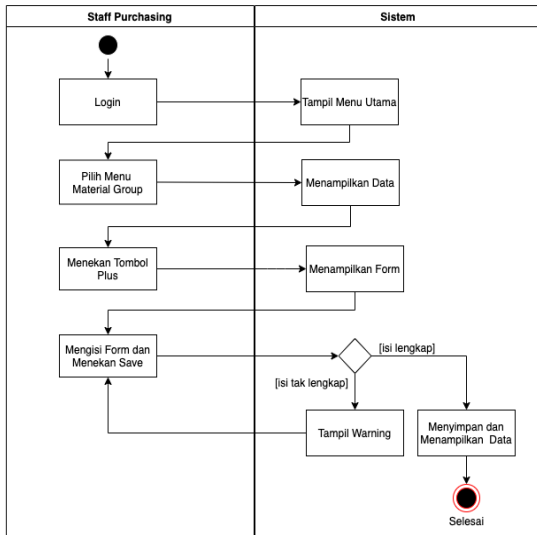 Staff Purchasing
Sistem
Login
Tampil Menu Utama
Pilih Menu
Material Group
Menampilkan Data
Menekan Tombol
Plus
Menampilkan Form
Mengisi Form dan
Menekan Save
[isi lengkap]
[isi tak lengkap]
Tampil Warning
Menyimpan dan
Menampilkan Data
Selesai